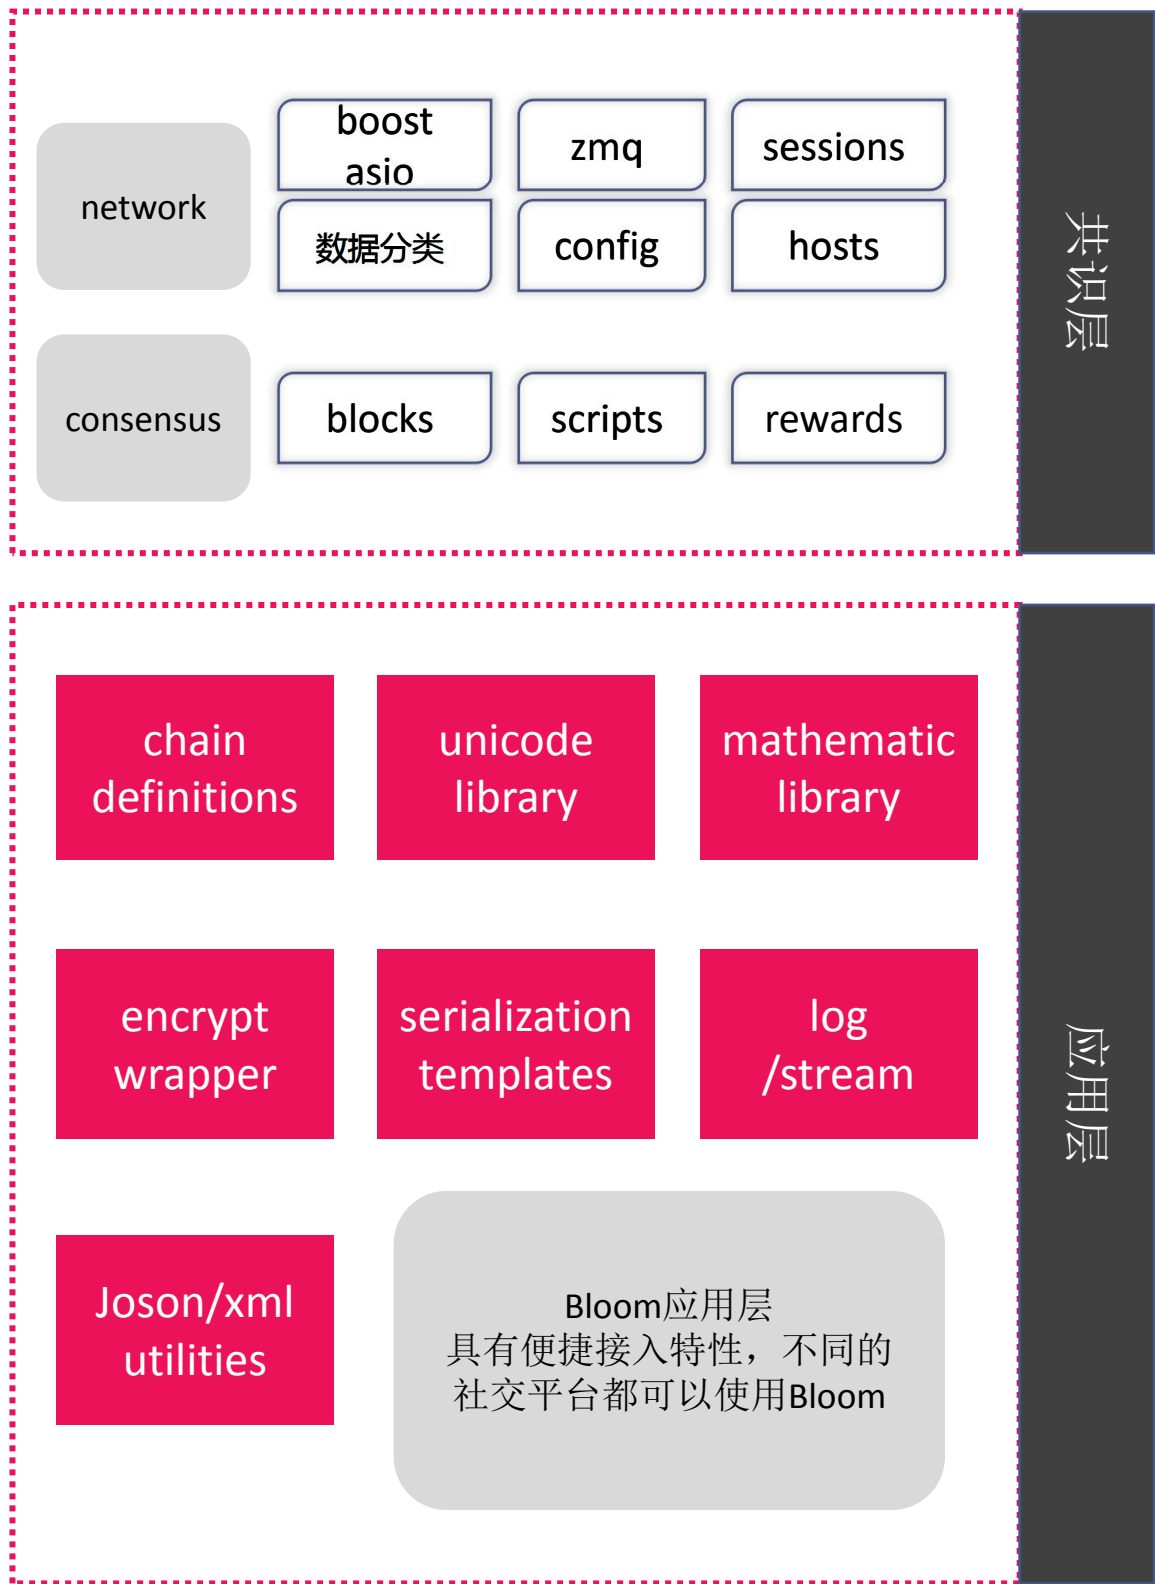 network
boost
asio
zmq
sessions
数据分类
config
hosts
共识层
consensus
blocks
scripts
rewards
chain
definitions
unicode
library
mathematic
library
encrypt
wrapper
serialization
templates
log
/stream
应用层
Joson/xml
utilities
Bloom应用层
具有便捷接入特性，不同的
社交平台都可以使用Bloom